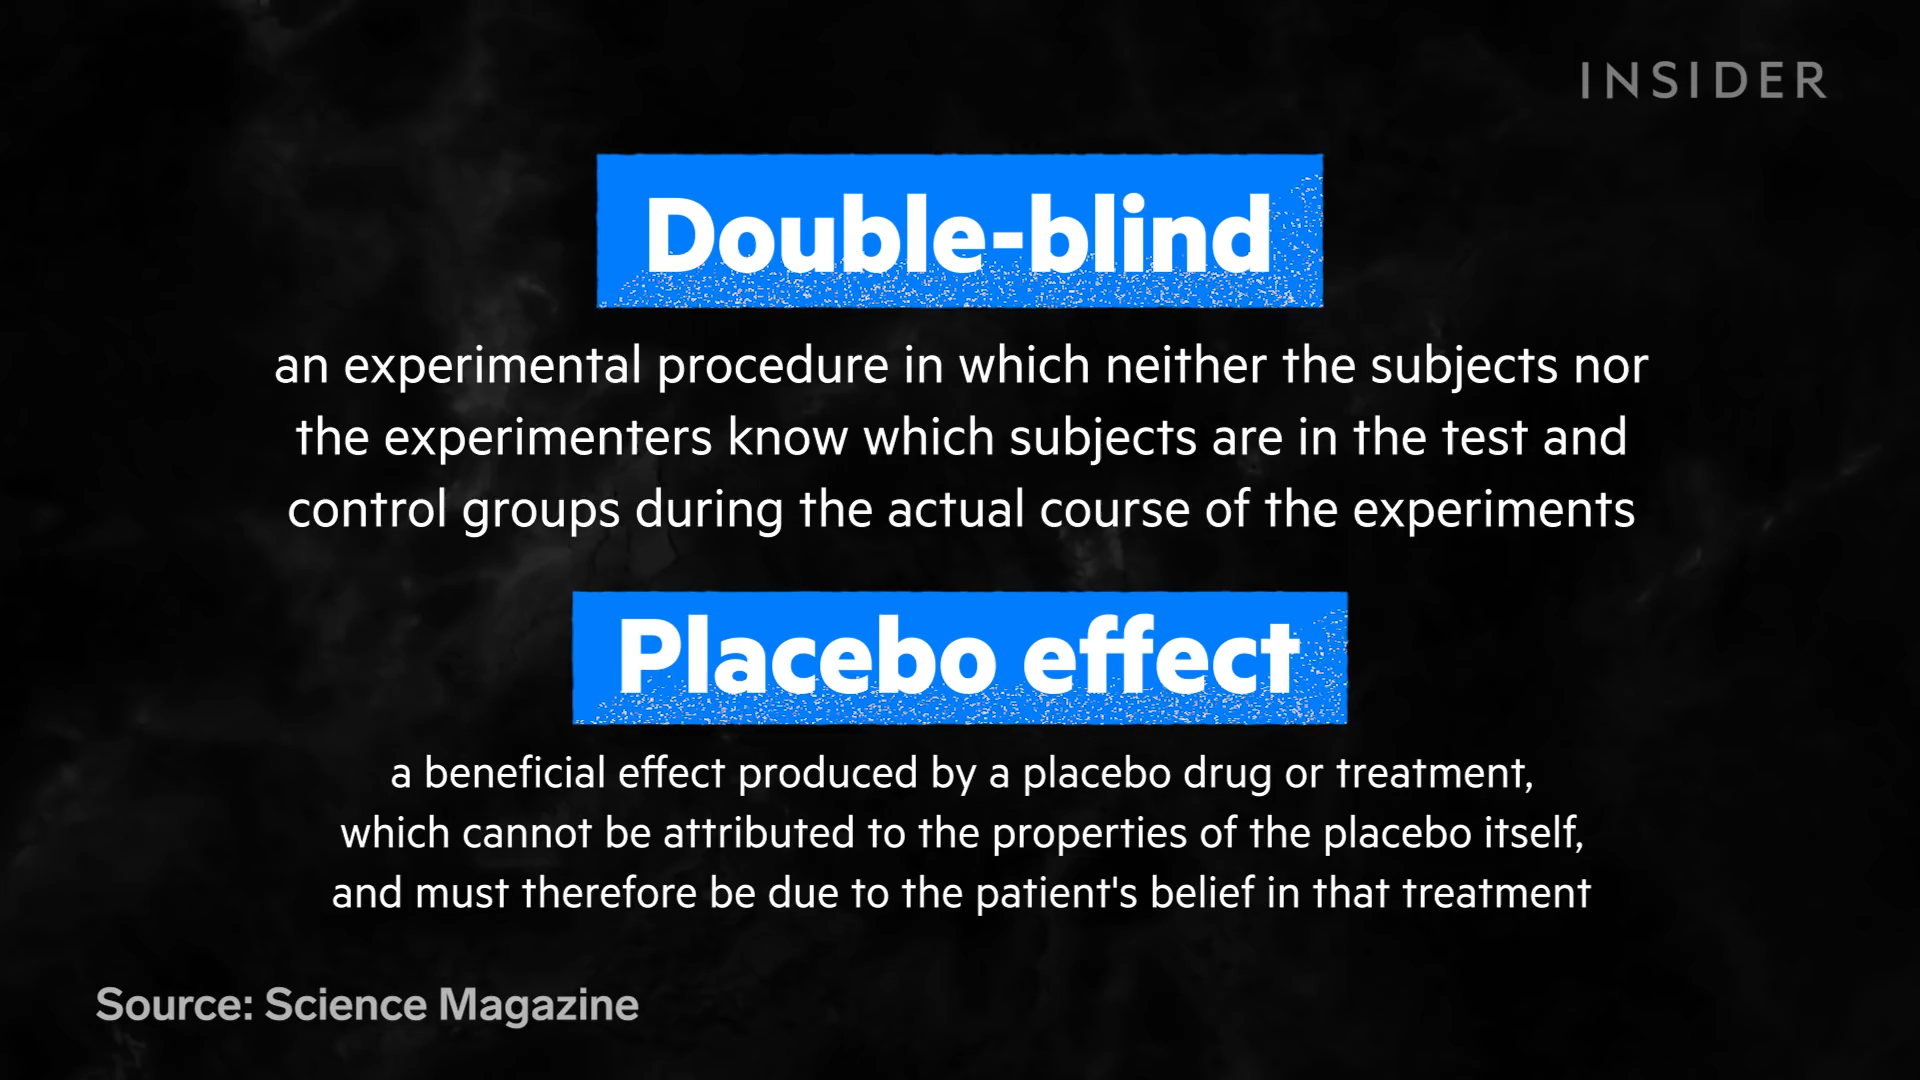 INSIDER
Double-blind
an experimental procedure in which neither the subjects nor
the experimenters know which subjects are in the test and
control groups during the actual course of the experiments
Placebo effect
a beneficial effect produced by a placebo drug or treatment,
which cannot be attributed to the properties of the placebo itself,
and must therefore be due to the patient's belief in that treatment
Source: Science Magazine